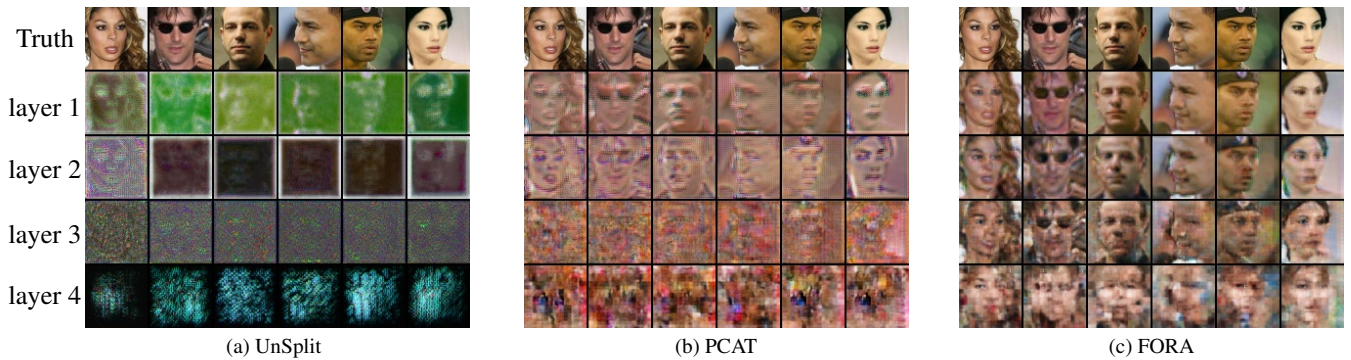 Truth
layer 1
layer 2
layer 3
layer 4
(a) UnSplit
(b) PCAT
(c) FORA